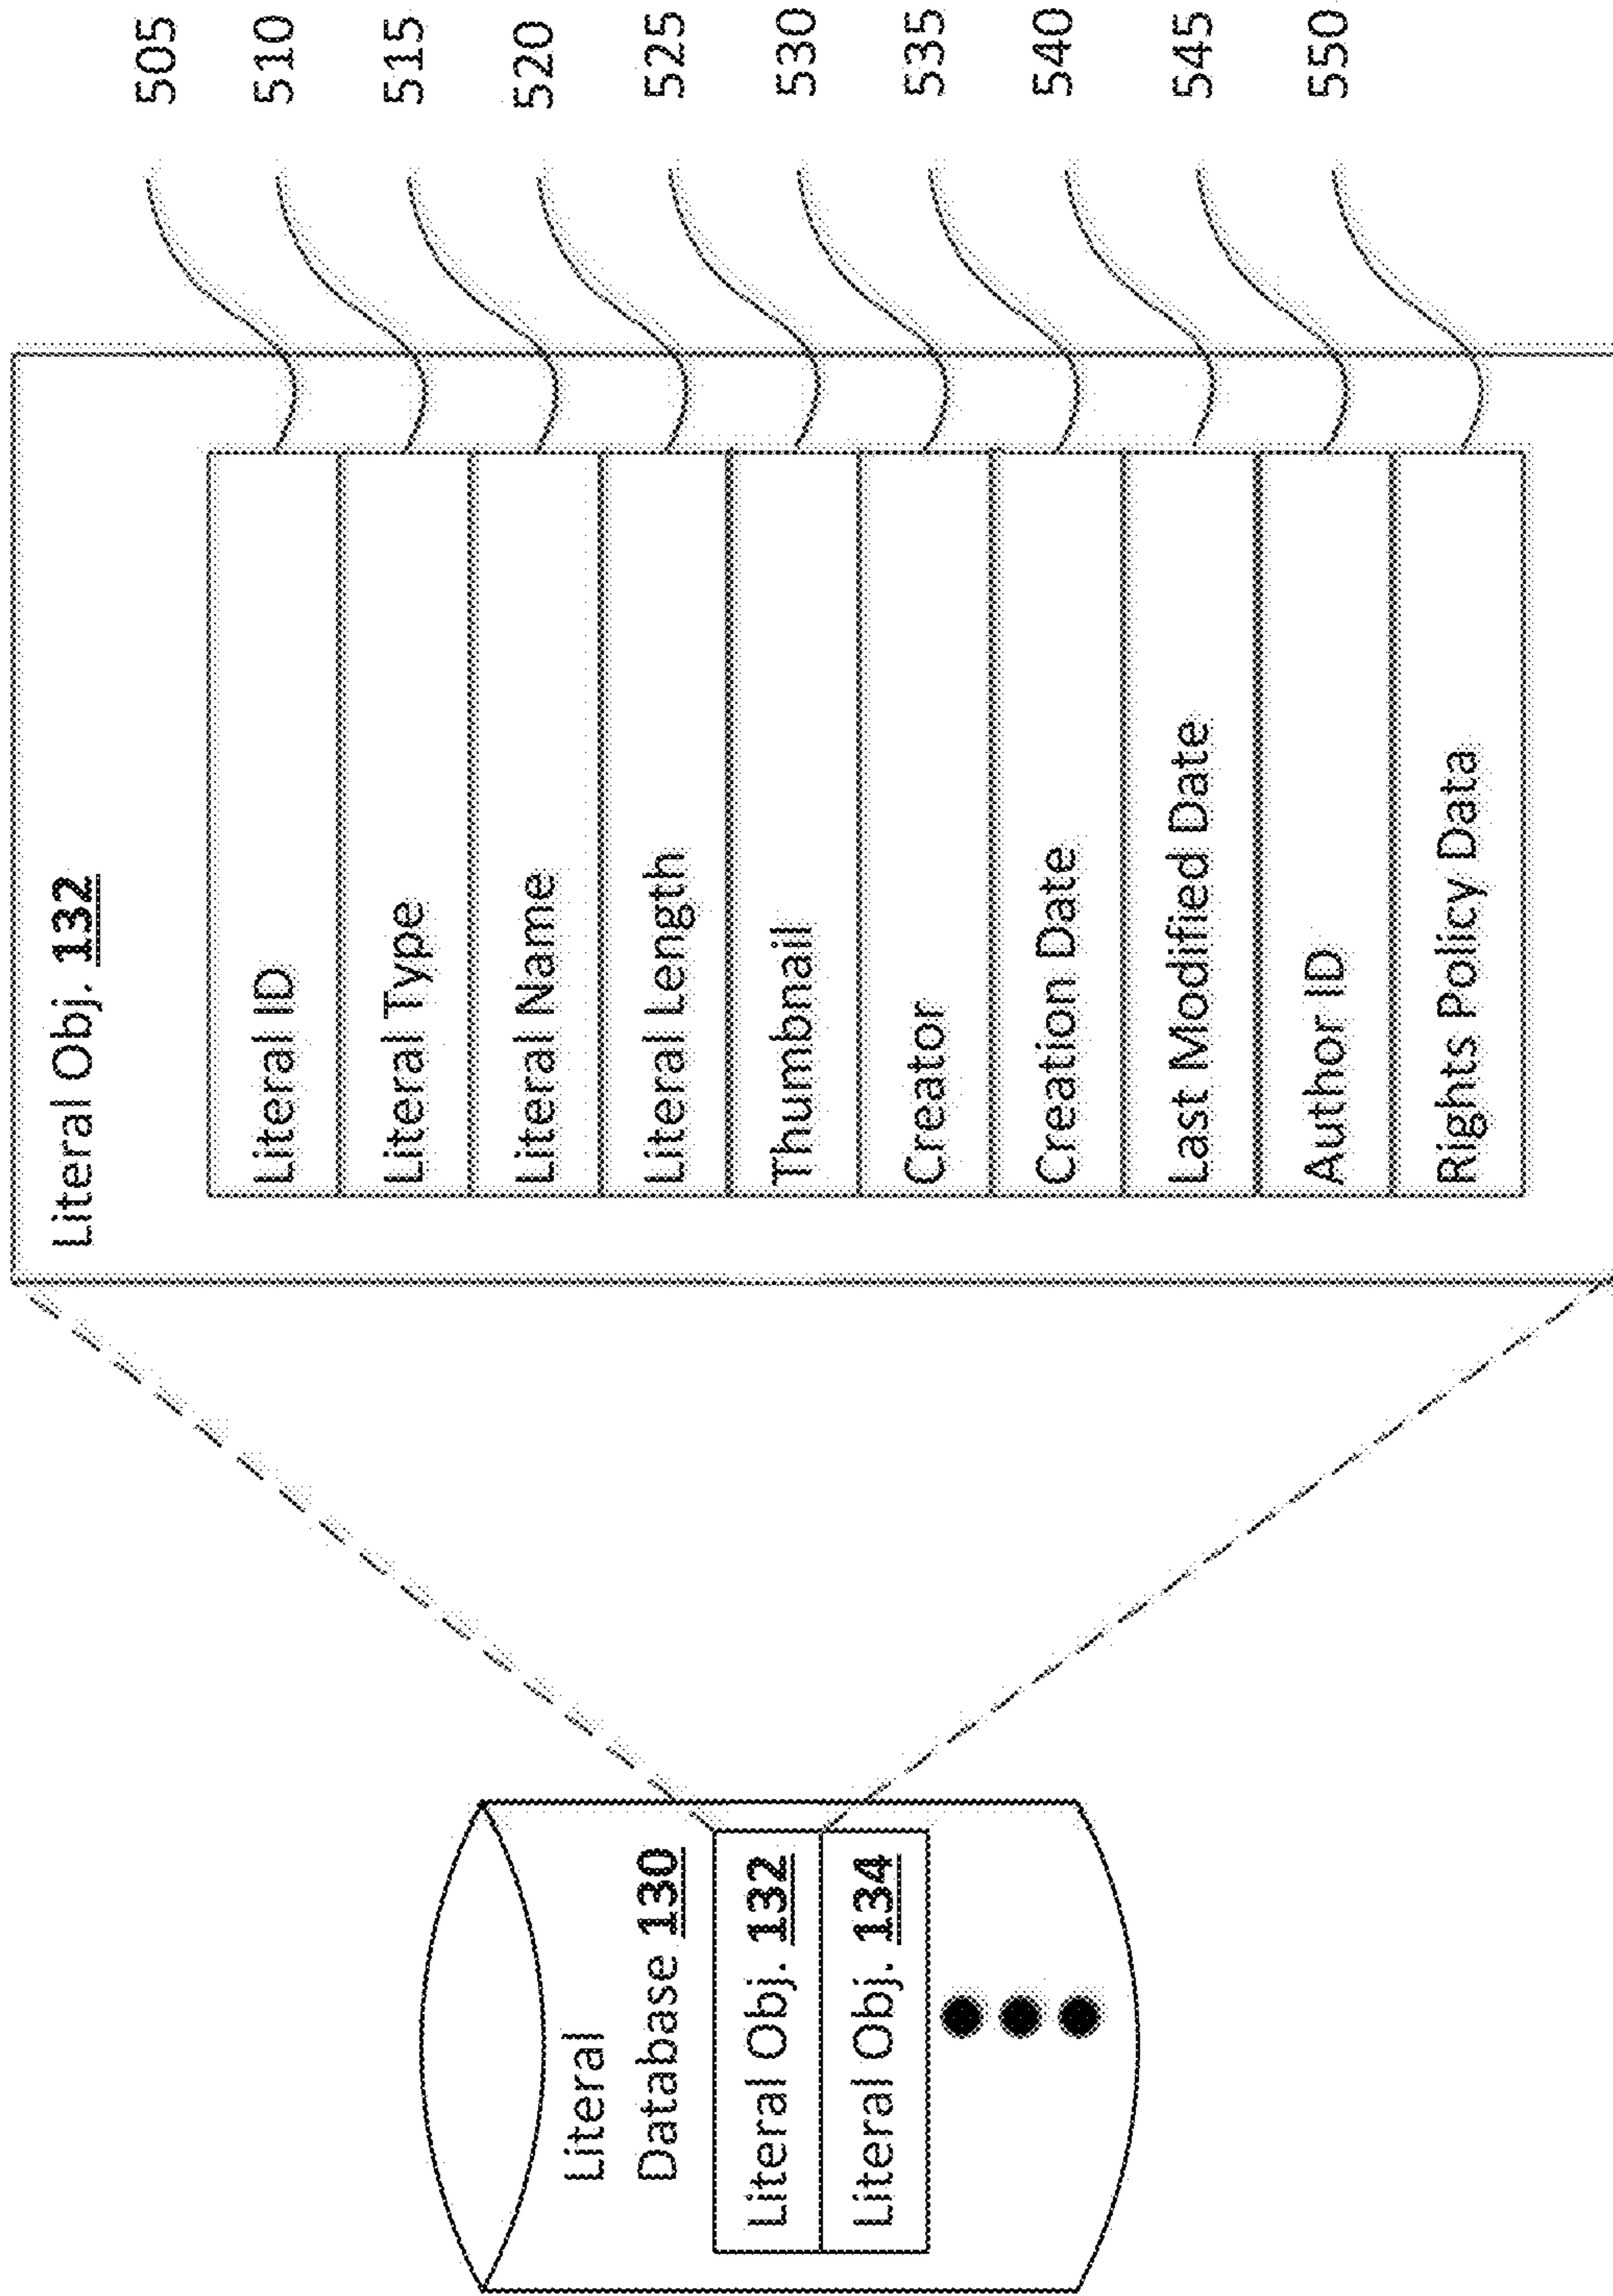 Literal
Database 130
Literal Obj. 132
Literal Obj. 134
Literal Obj. 132
Literal ID
Literal Type
Literal Name
Literal Length
Thumbnail
Creator
Creation Date
Last Modified Date
Author ID
Rights Policy Data
505
510
515
520
525
530
535
540
545
550